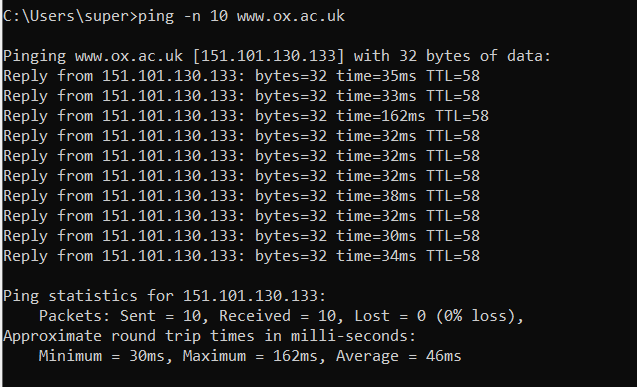 C:\Users\super>ping -n 10 www.ox.ac.uk
Pinging www.ox.ac.uk [151.101.130.133] with 32 bytes of data:
Reply from 151.101.130.133: bytes=32 time=35ms TTL=58
Reply from 151.101.130.133: bytes=32 time=33ms TTL=58
Reply from 151.101.130.133: bytes=32 time=162ms TTL=58
Reply from 151.101.130.133: bytes=32 time=32ms TTL=58
Reply from 151.101.130.133: bytes=32 time=32ms TTL=58
Reply from 151.101.130.133: bytes=32 time=32ms TTL=58
Reply from 151.101.130.133: bytes=32 time=38ms TTL=58
Reply from 151.101.130.133: bytes=32 time=32ms TTL=58
Reply from 151.101.130.133: bytes=32 time=30ms TTL=58
Reply from 151.101.130.133: bytes=32 time=34ms TTL=58
Ping statistics for 151.101.130.133:
Packets: Sent = 10, Received = 10, Lost = 0 (0% loss),
Approximate round trip times in milli-seconds:
Minimum = 30ms, Maximum = 162ms, Average = 46ms